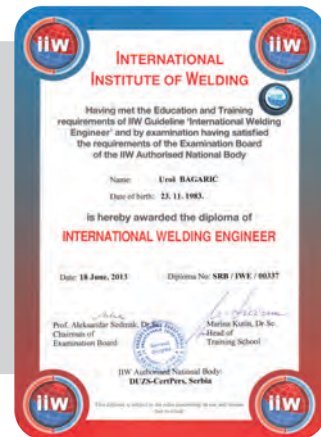 iiw
iiw
INTERNATIONAL
INSTITUTE OF WELDING
Having met the Education and Training
requirements of IIW Guideline 'International Welding
Engineer' and by examination having satisfied
the requirements of the Examination Board
of the IIW Authorised National Body
Name: Uroš BAGARIĆ
Date of birth: 23. 11. 1983.
is hereby awarded the diploma of
INTERNATIONAL WELDING ENGINEER
Date: 18 June, 2013 Diploma No: SRB / IWE / 00337
Prof. Aleksandar Sedmak, Dr.Sc. Marina Kutin, Dr.Sc.
Chairman of Head of
Examination Board Training School
IIW Authorised National Body:
DUZS-CertPers, Serbia
iiw
iiw